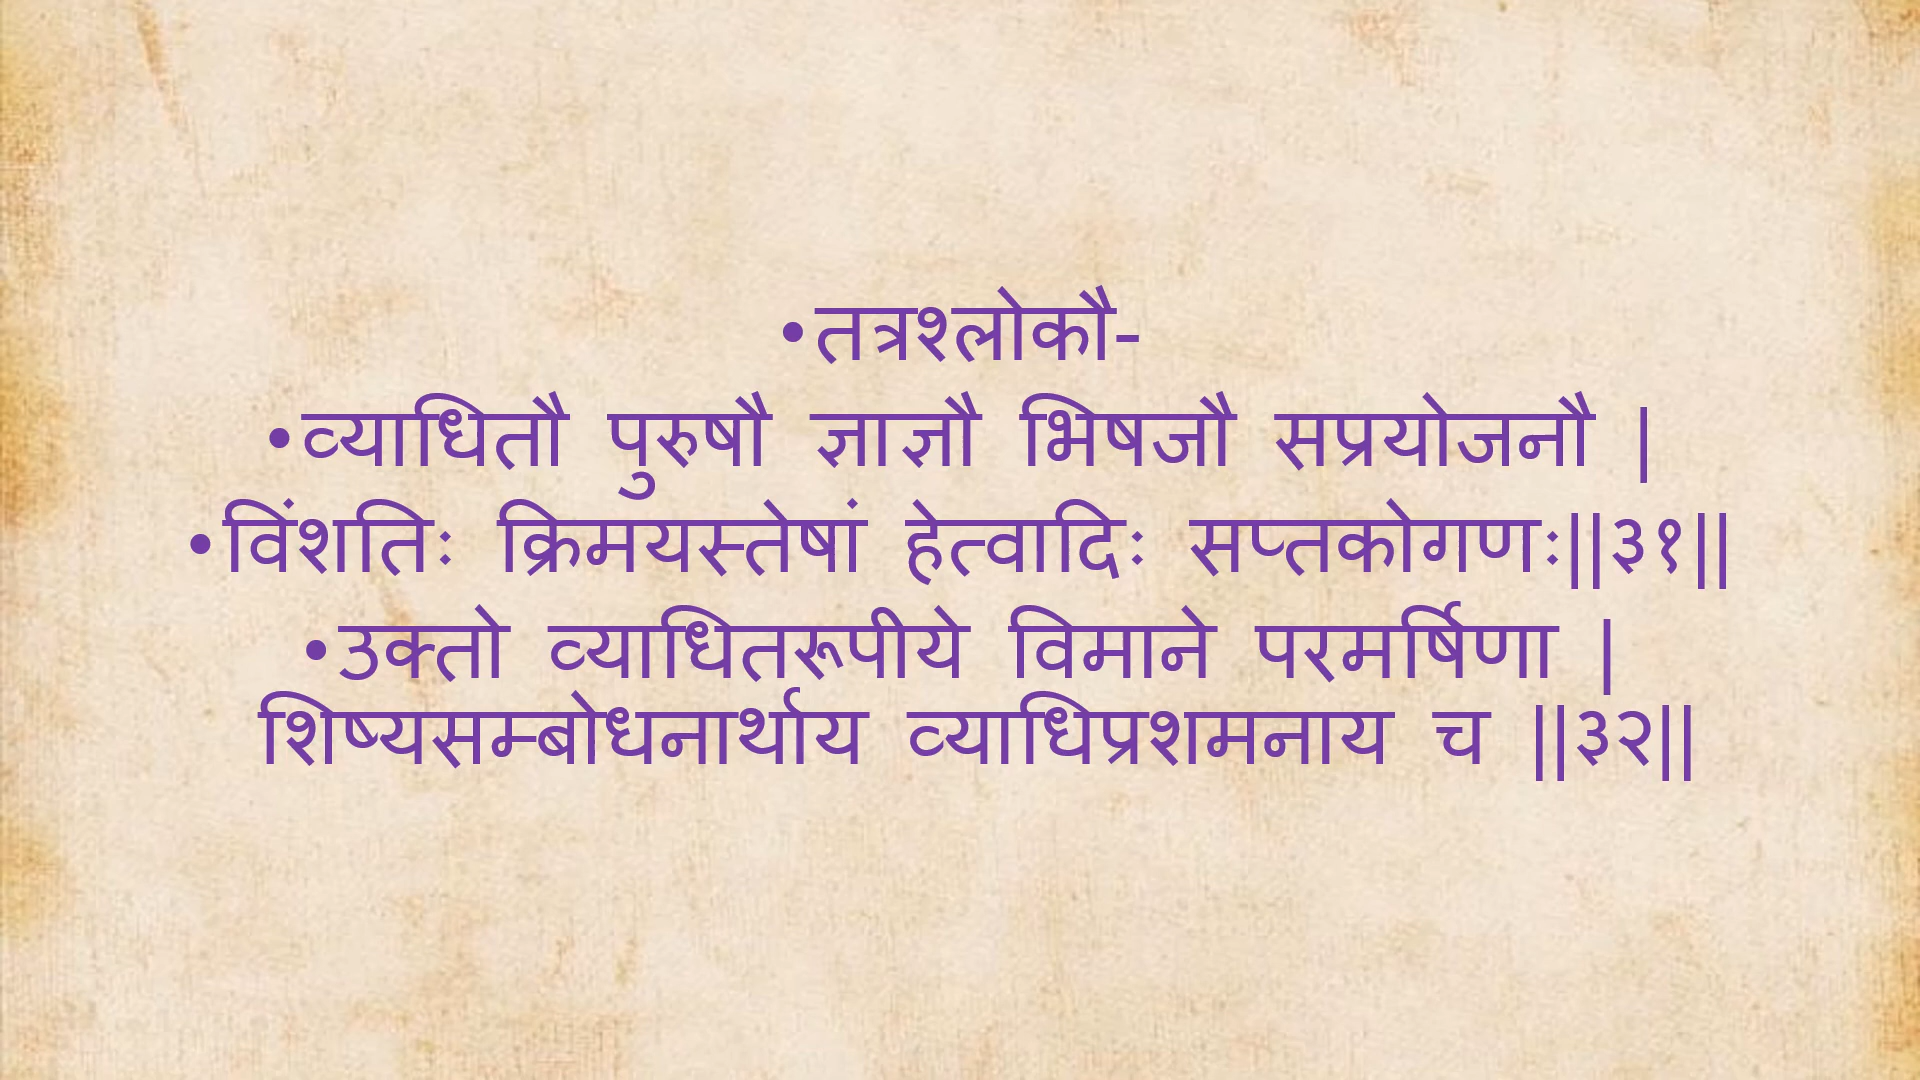 •तत्रश्लोकौ-
•व्याधितौ पुरुषौ ज्ञाज्ञौ भिषजौ सप्रयोजनौ |
•विंशतिः क्रिमयस्तेषां हेत्वादिः सप्तकोगणः||३१||
•उक्तो व्याधितरूपीये विमाने परमर्षिणा |
शिष्यसम्बोधनार्थाय व्याधिप्रशमनाय च ||३२||